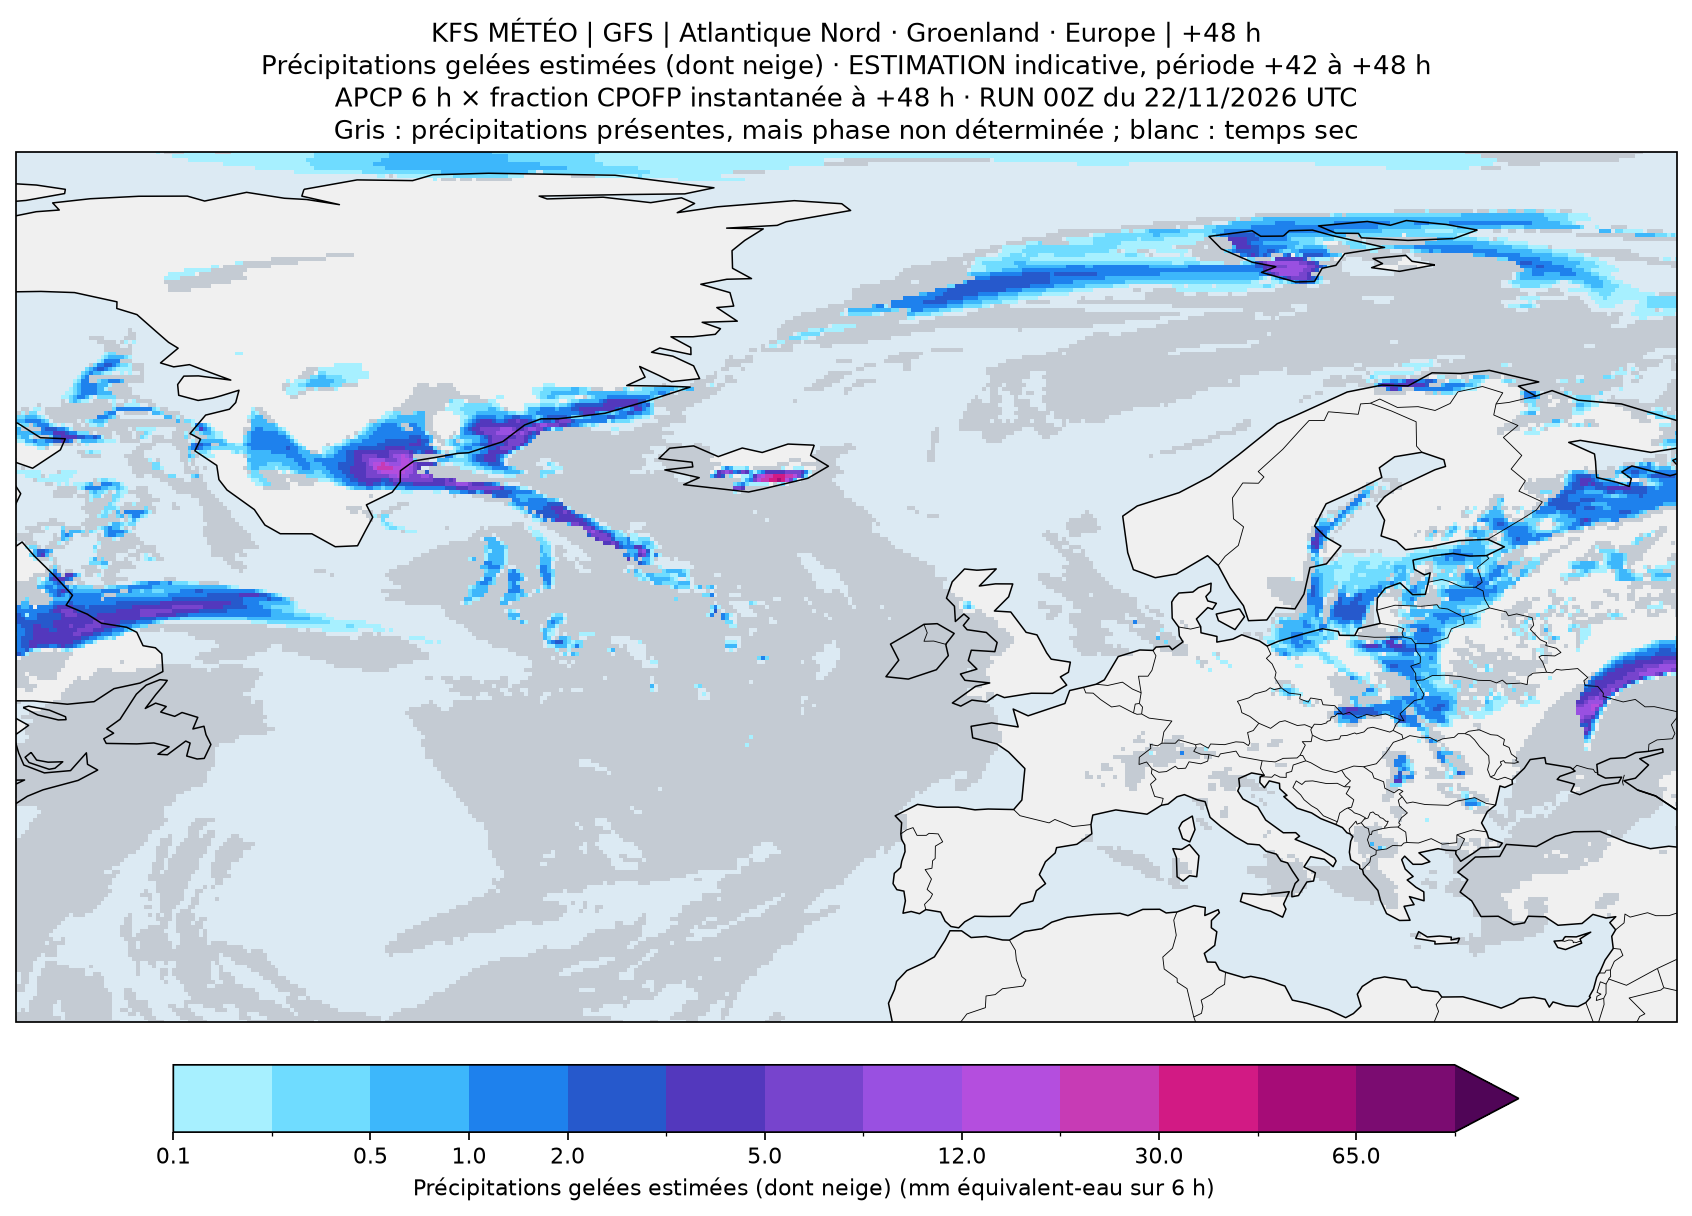 KFS MÉTÉO | GFS | Atlantique Nord · Groenland · Europe | +48 h
Précipitations gelées estimées (dont neige) · ESTIMATION indicative, période +42 à +48 h
APCP 6 h × fraction CPOFP instantanée à +48 h · RUN 00Z du 22/11/2026 UTC
Gris : précipitations présentes, mais phase non déterminée ; blanc : temps sec
0.1 0.5 1.0 2.0 5.0 12.0 30.0 65.0
Précipitations gelées estimées (dont neige) (mm équivalent-eau sur 6 h)